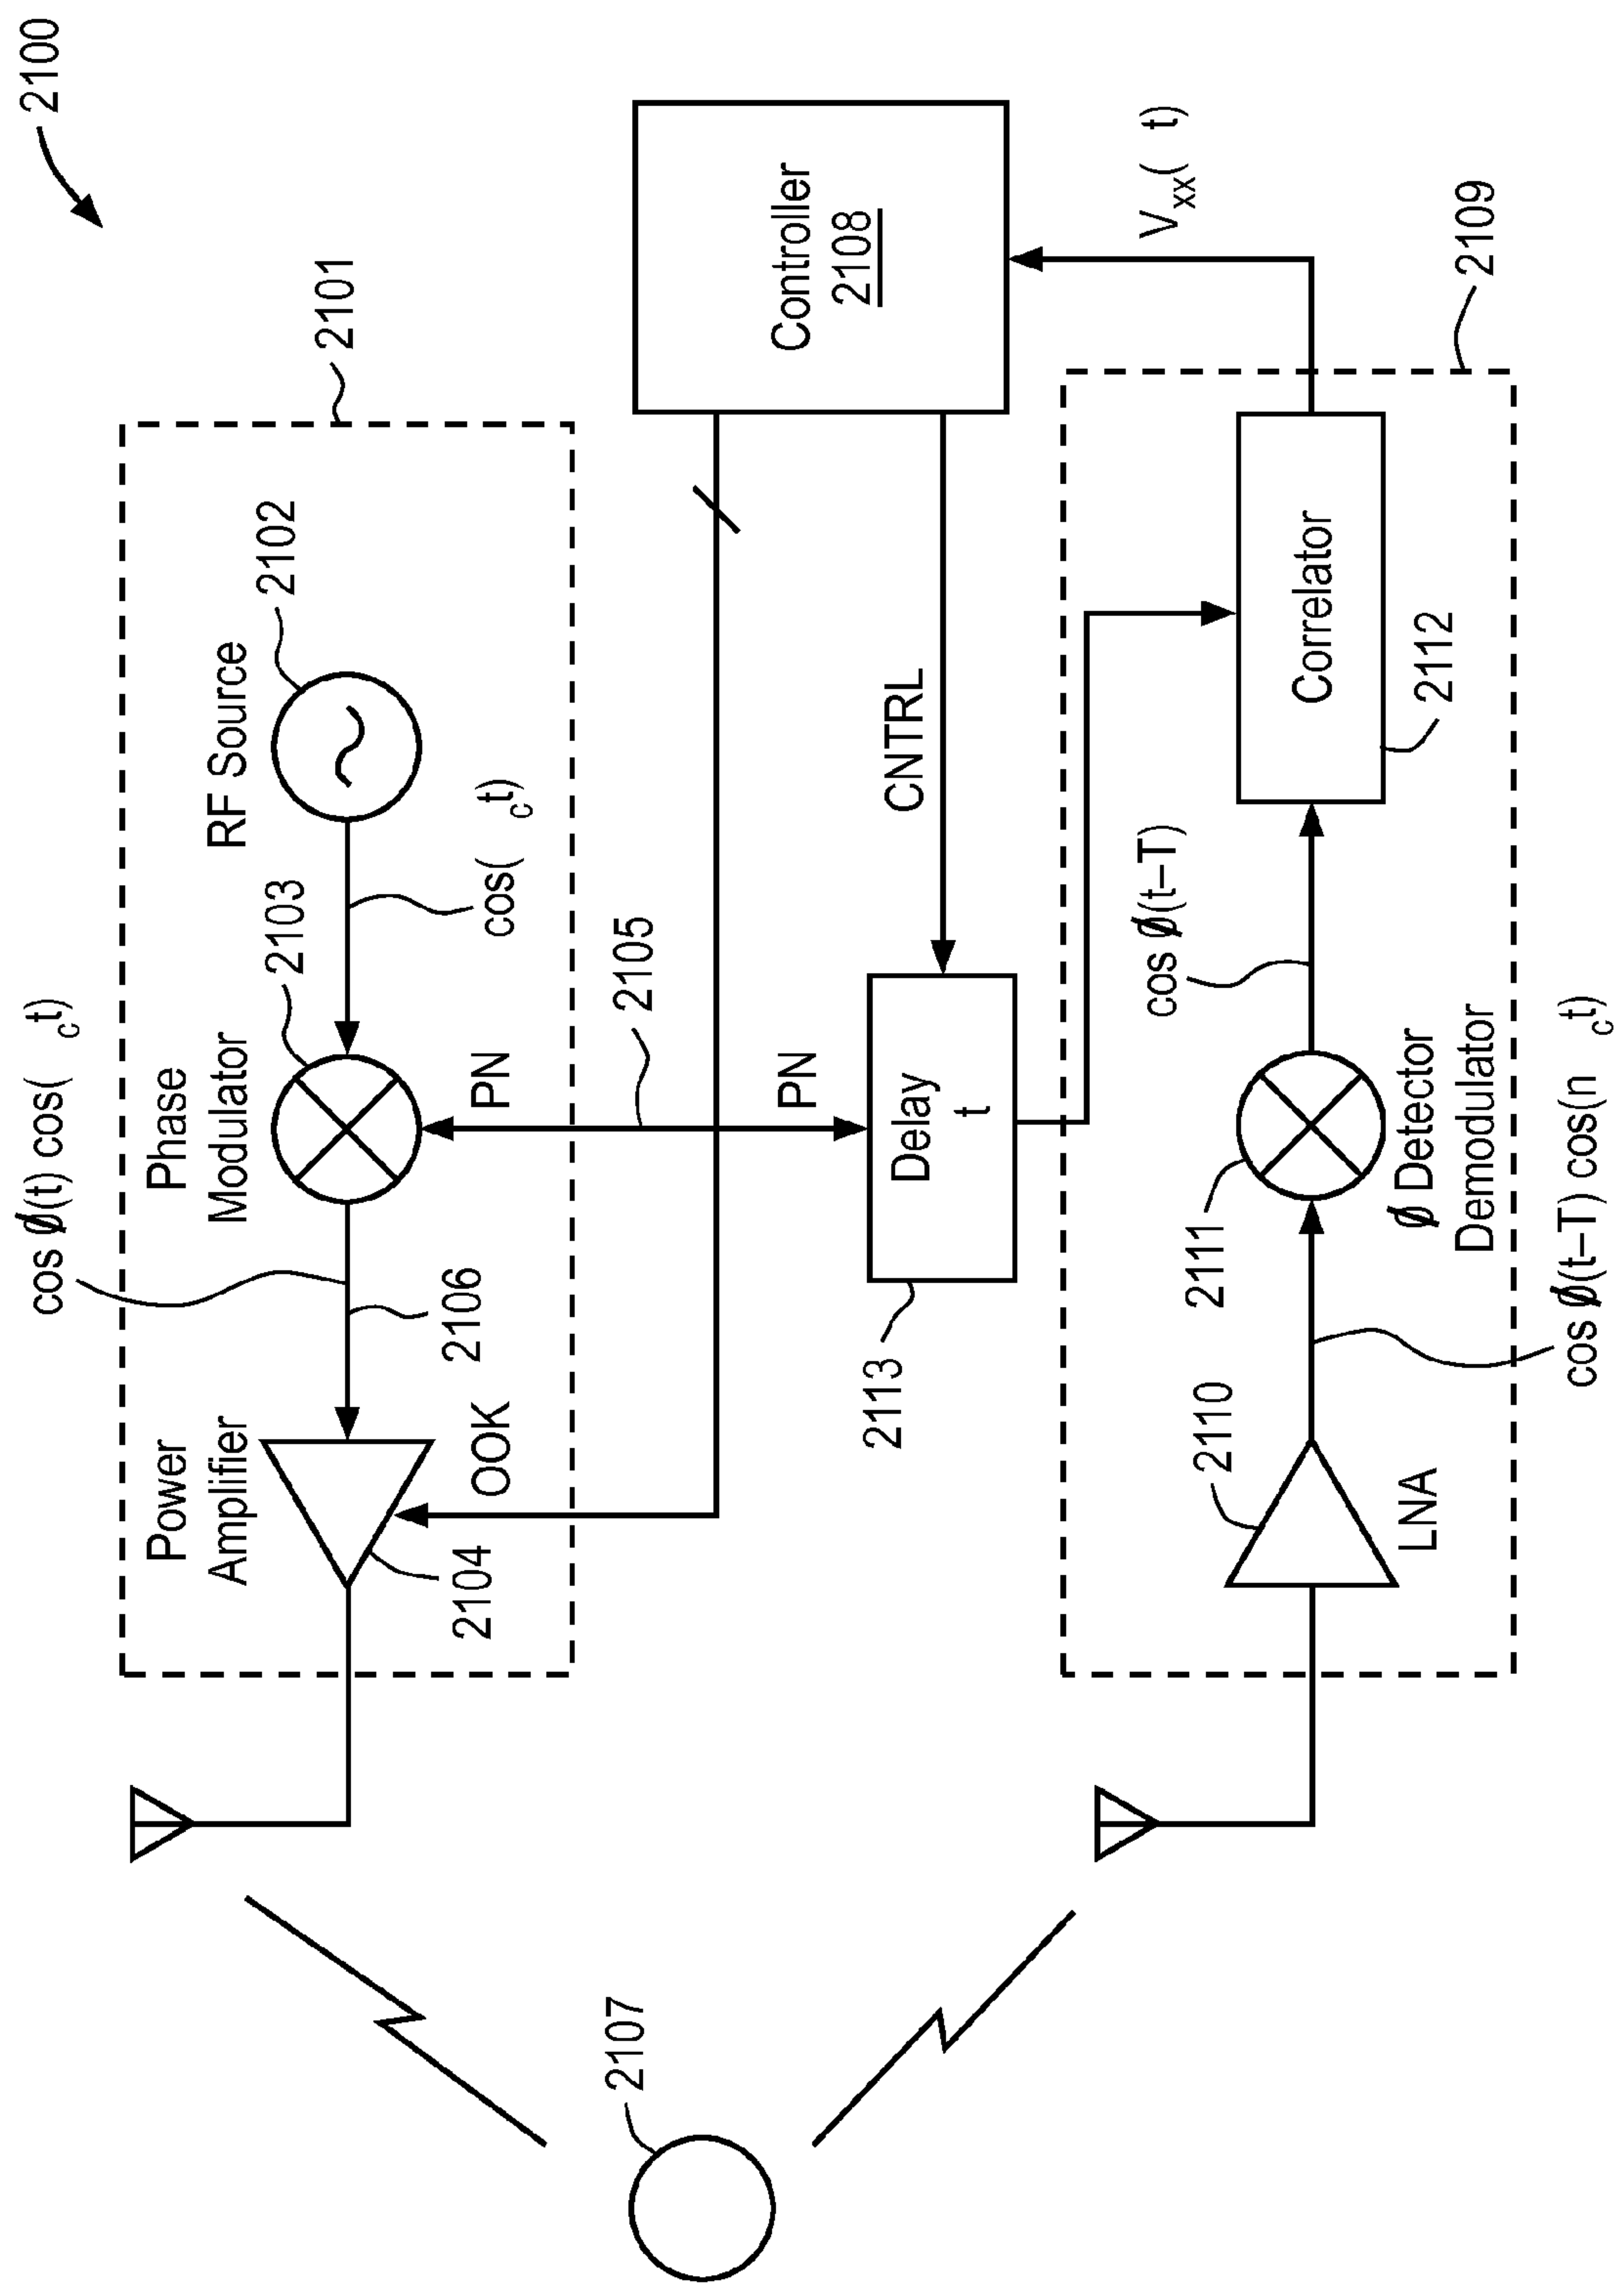 2100
2101
RF Source
2102
cos( ct)
2103
Phase
Modulator
cos Ø(t) cos( ct)
2106
Power
Amplifier
2104
OOK
PN
2105
PN
Controller
2108
CNTRL
Delay
t
2113
Vxx( t)
2109
Correlator
2112
cos Ø(t–T)
2111
Ø Detector
Demodulator
cos Ø(t–T) cos(n ct)
2110
LNA
2107